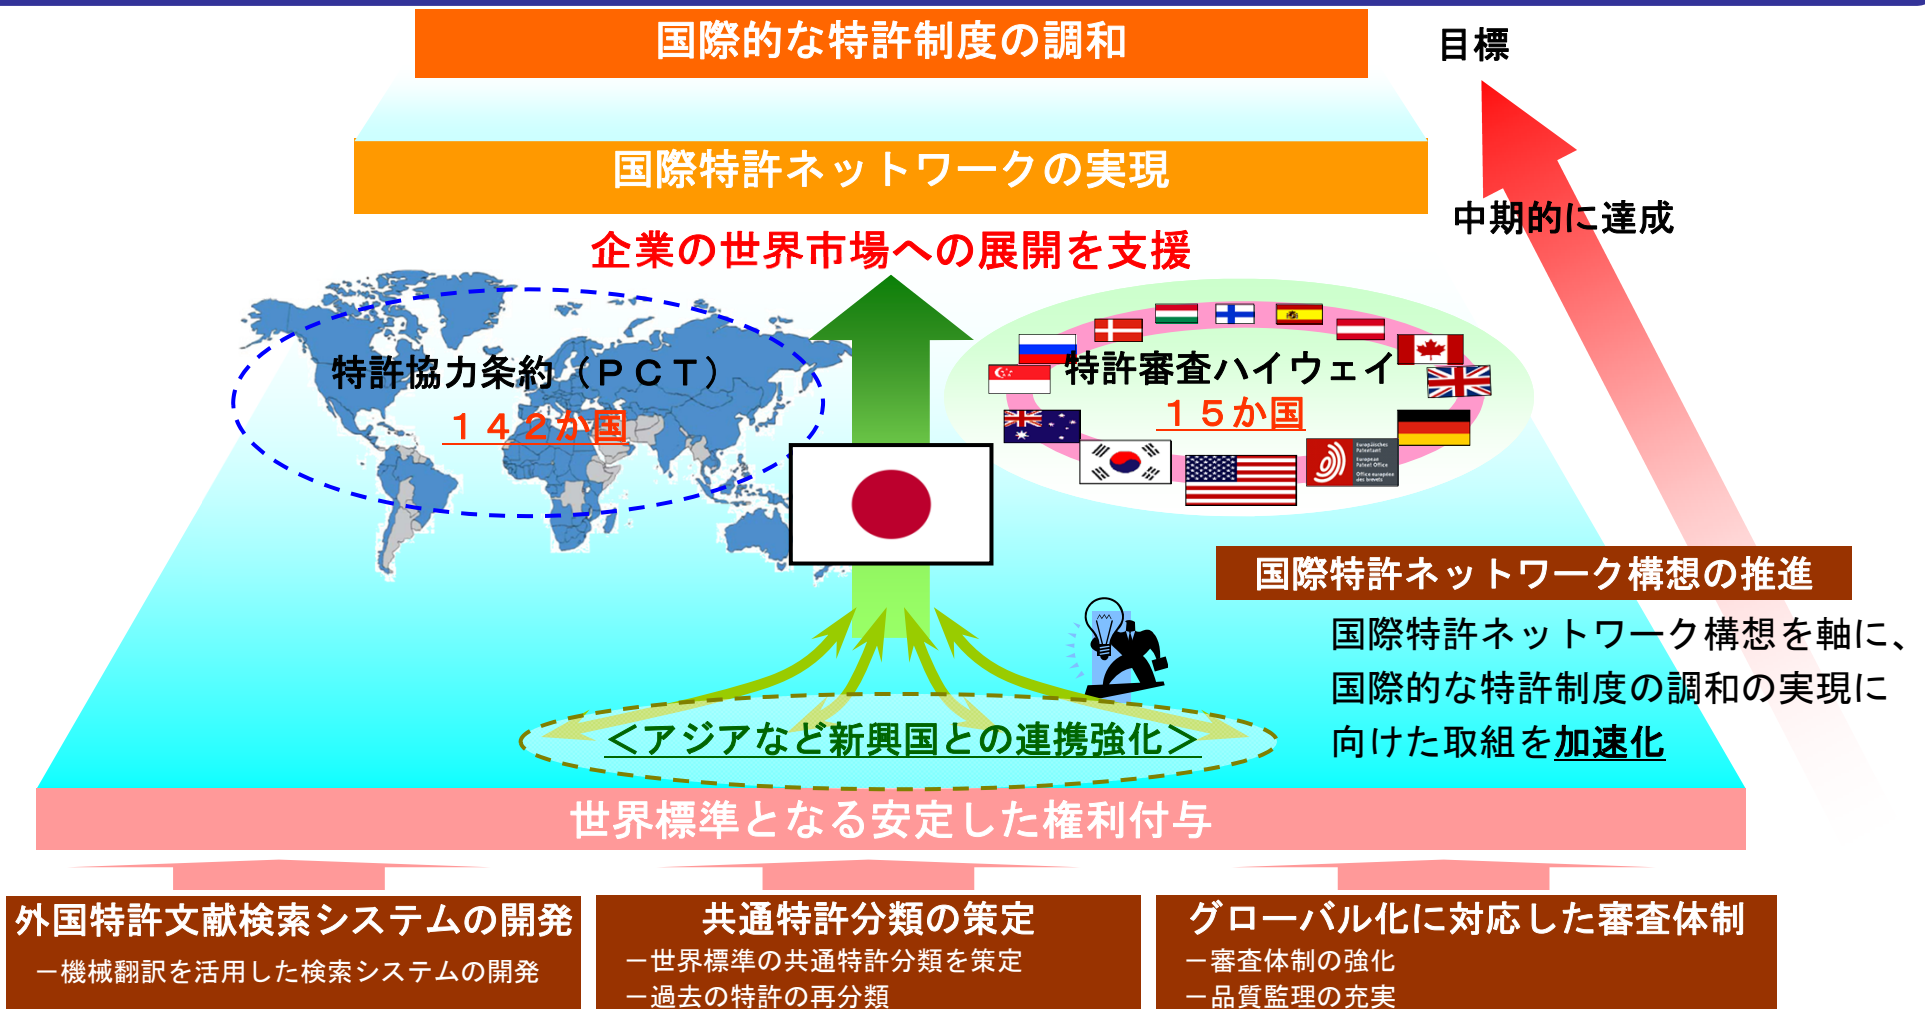 国際的な特許制度の調和
目標
国際特許ネットワークの実現
中期的に達成
企業の世界市場への展開を支援
特許協力条約（ＰＣＴ）
１４２か国
特許審査ハイウェイ
１５か国
Europäisches
Patentamt
European
Patent Office
Office européen
des brevets
国際特許ネットワーク構想の推進
国際特許ネットワーク構想を軸に、
国際的な特許制度の調和の実現に
向けた取組を加速化
＜アジアなど新興国との連携強化＞
世界標準となる安定した権利付与
外国特許文献検索システムの開発
－機械翻訳を活用した検索システムの開発
共通特許分類の策定
－世界標準の共通特許分類を策定
－過去の特許の再分類
グローバル化に対応した審査体制
－審査体制の強化
－品質監理の充実